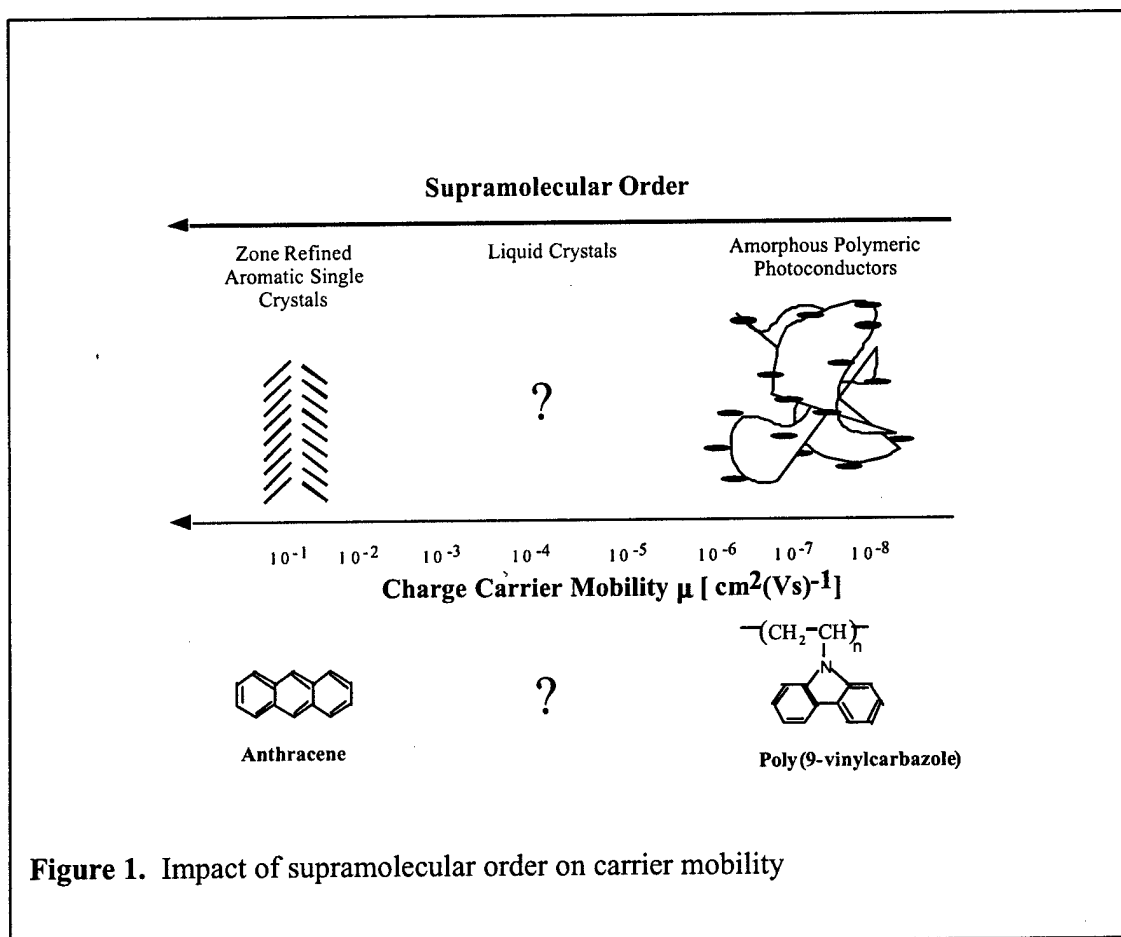 Supramolecular Order
Zone Refined
Aromatic Single
Crystals
Liquid Crystals
Amorphous Polymeric
Photoconductors
?
10⁻¹ 10⁻² 10⁻³ 10⁻⁴ 10⁻⁵ 10⁻⁶ 10⁻⁷ 10⁻⁸
Charge Carrier Mobility μ [ cm²(Vs)⁻¹]
(CH₂–CH)n
N
?
Anthracene
Poly(9-vinylcarbazole)
Figure 1. Impact of supramolecular order on carrier mobility